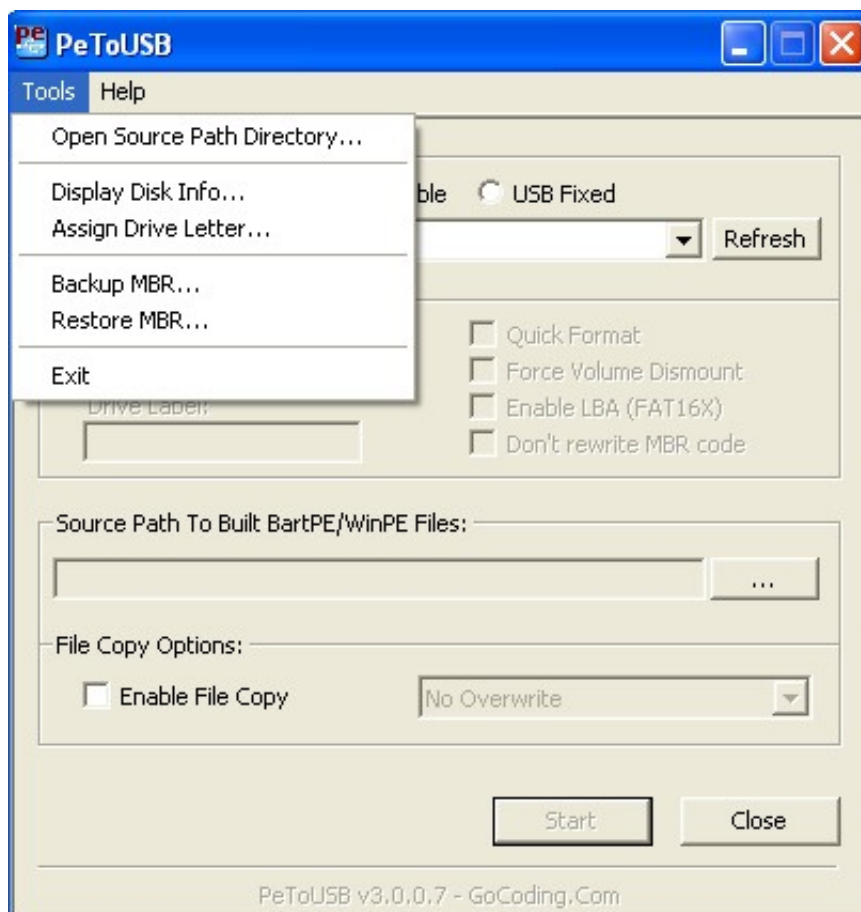 PeToUSB
Tools Help
Open Source Path Directory...
Display Disk Info...
Assign Drive Letter...
Backup MBR...
Restore MBR...
Exit
USB Fixed
Refresh
Quick Format
Force Volume Dismount
Enable LBA (FAT16X)
Drive Label:
Don't rewrite MBR code
Source Path To Built BartPE/WinPE Files:
...
File Copy Options:
Enable File Copy
No Overwrite
Start Close
PeToUSB v3.0.0.7 - GoCoding.Com